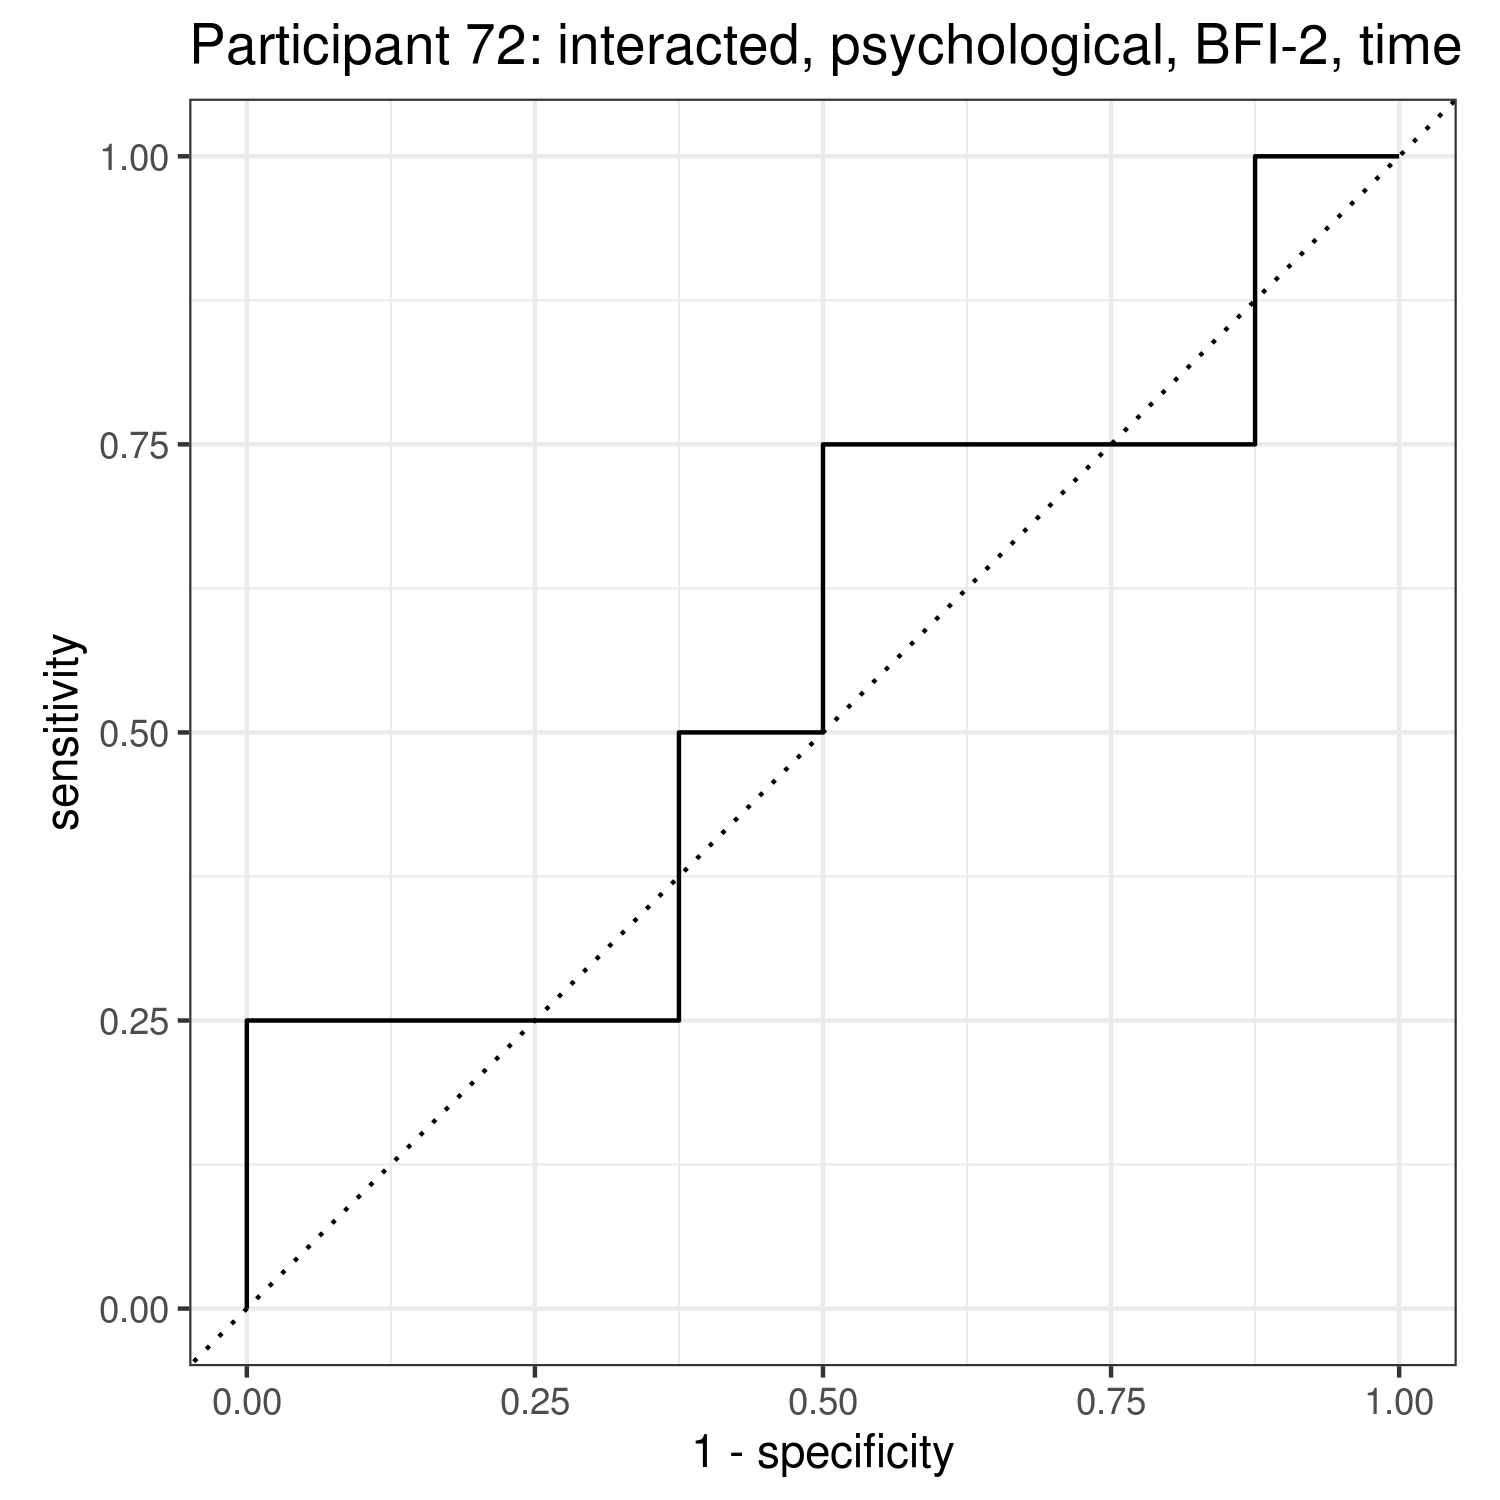 Participant 72: interacted, psychological, BFI-2, time
1.00
0.75
0.50
0.25
0.00
sensitivity
0.00 0.25 0.50 0.75 1.00
1 - specificity